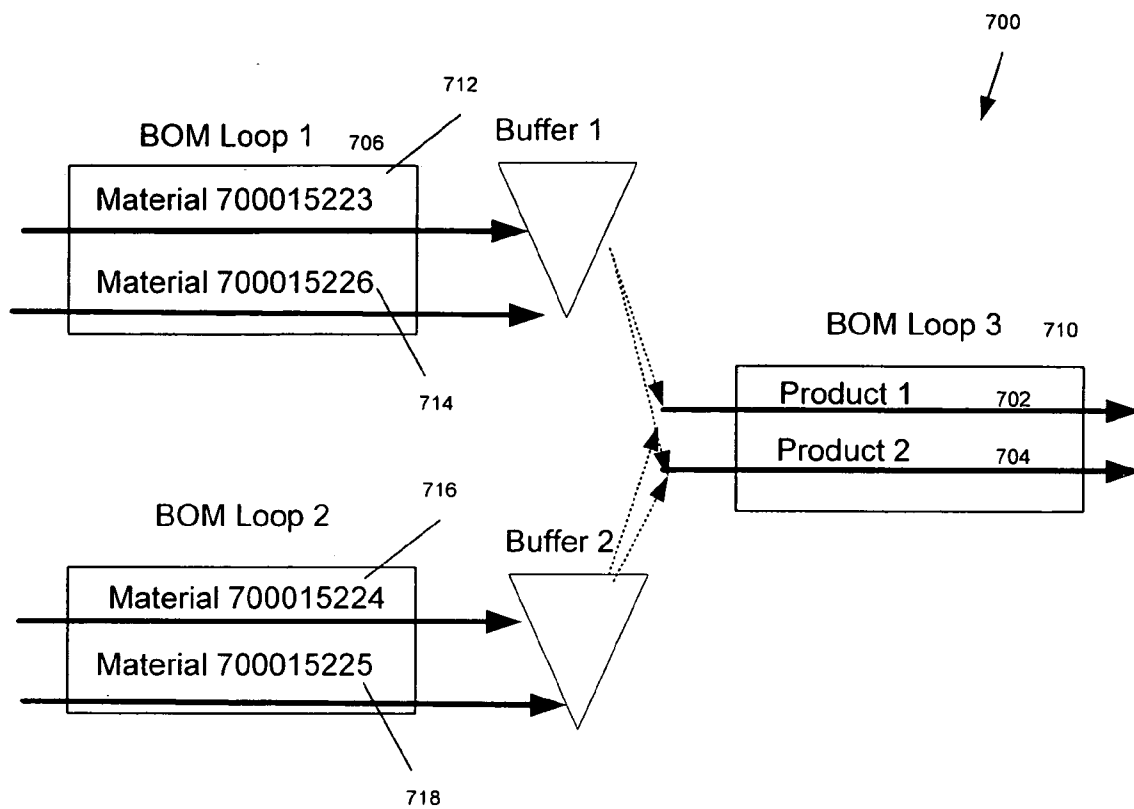 700
712
BOM Loop 1 706
Buffer 1
Material 700015223
Material 700015226
714
BOM Loop 3 710
Product 1 702
Product 2 704
716
BOM Loop 2
Buffer 2
Material 700015224
Material 700015225
718